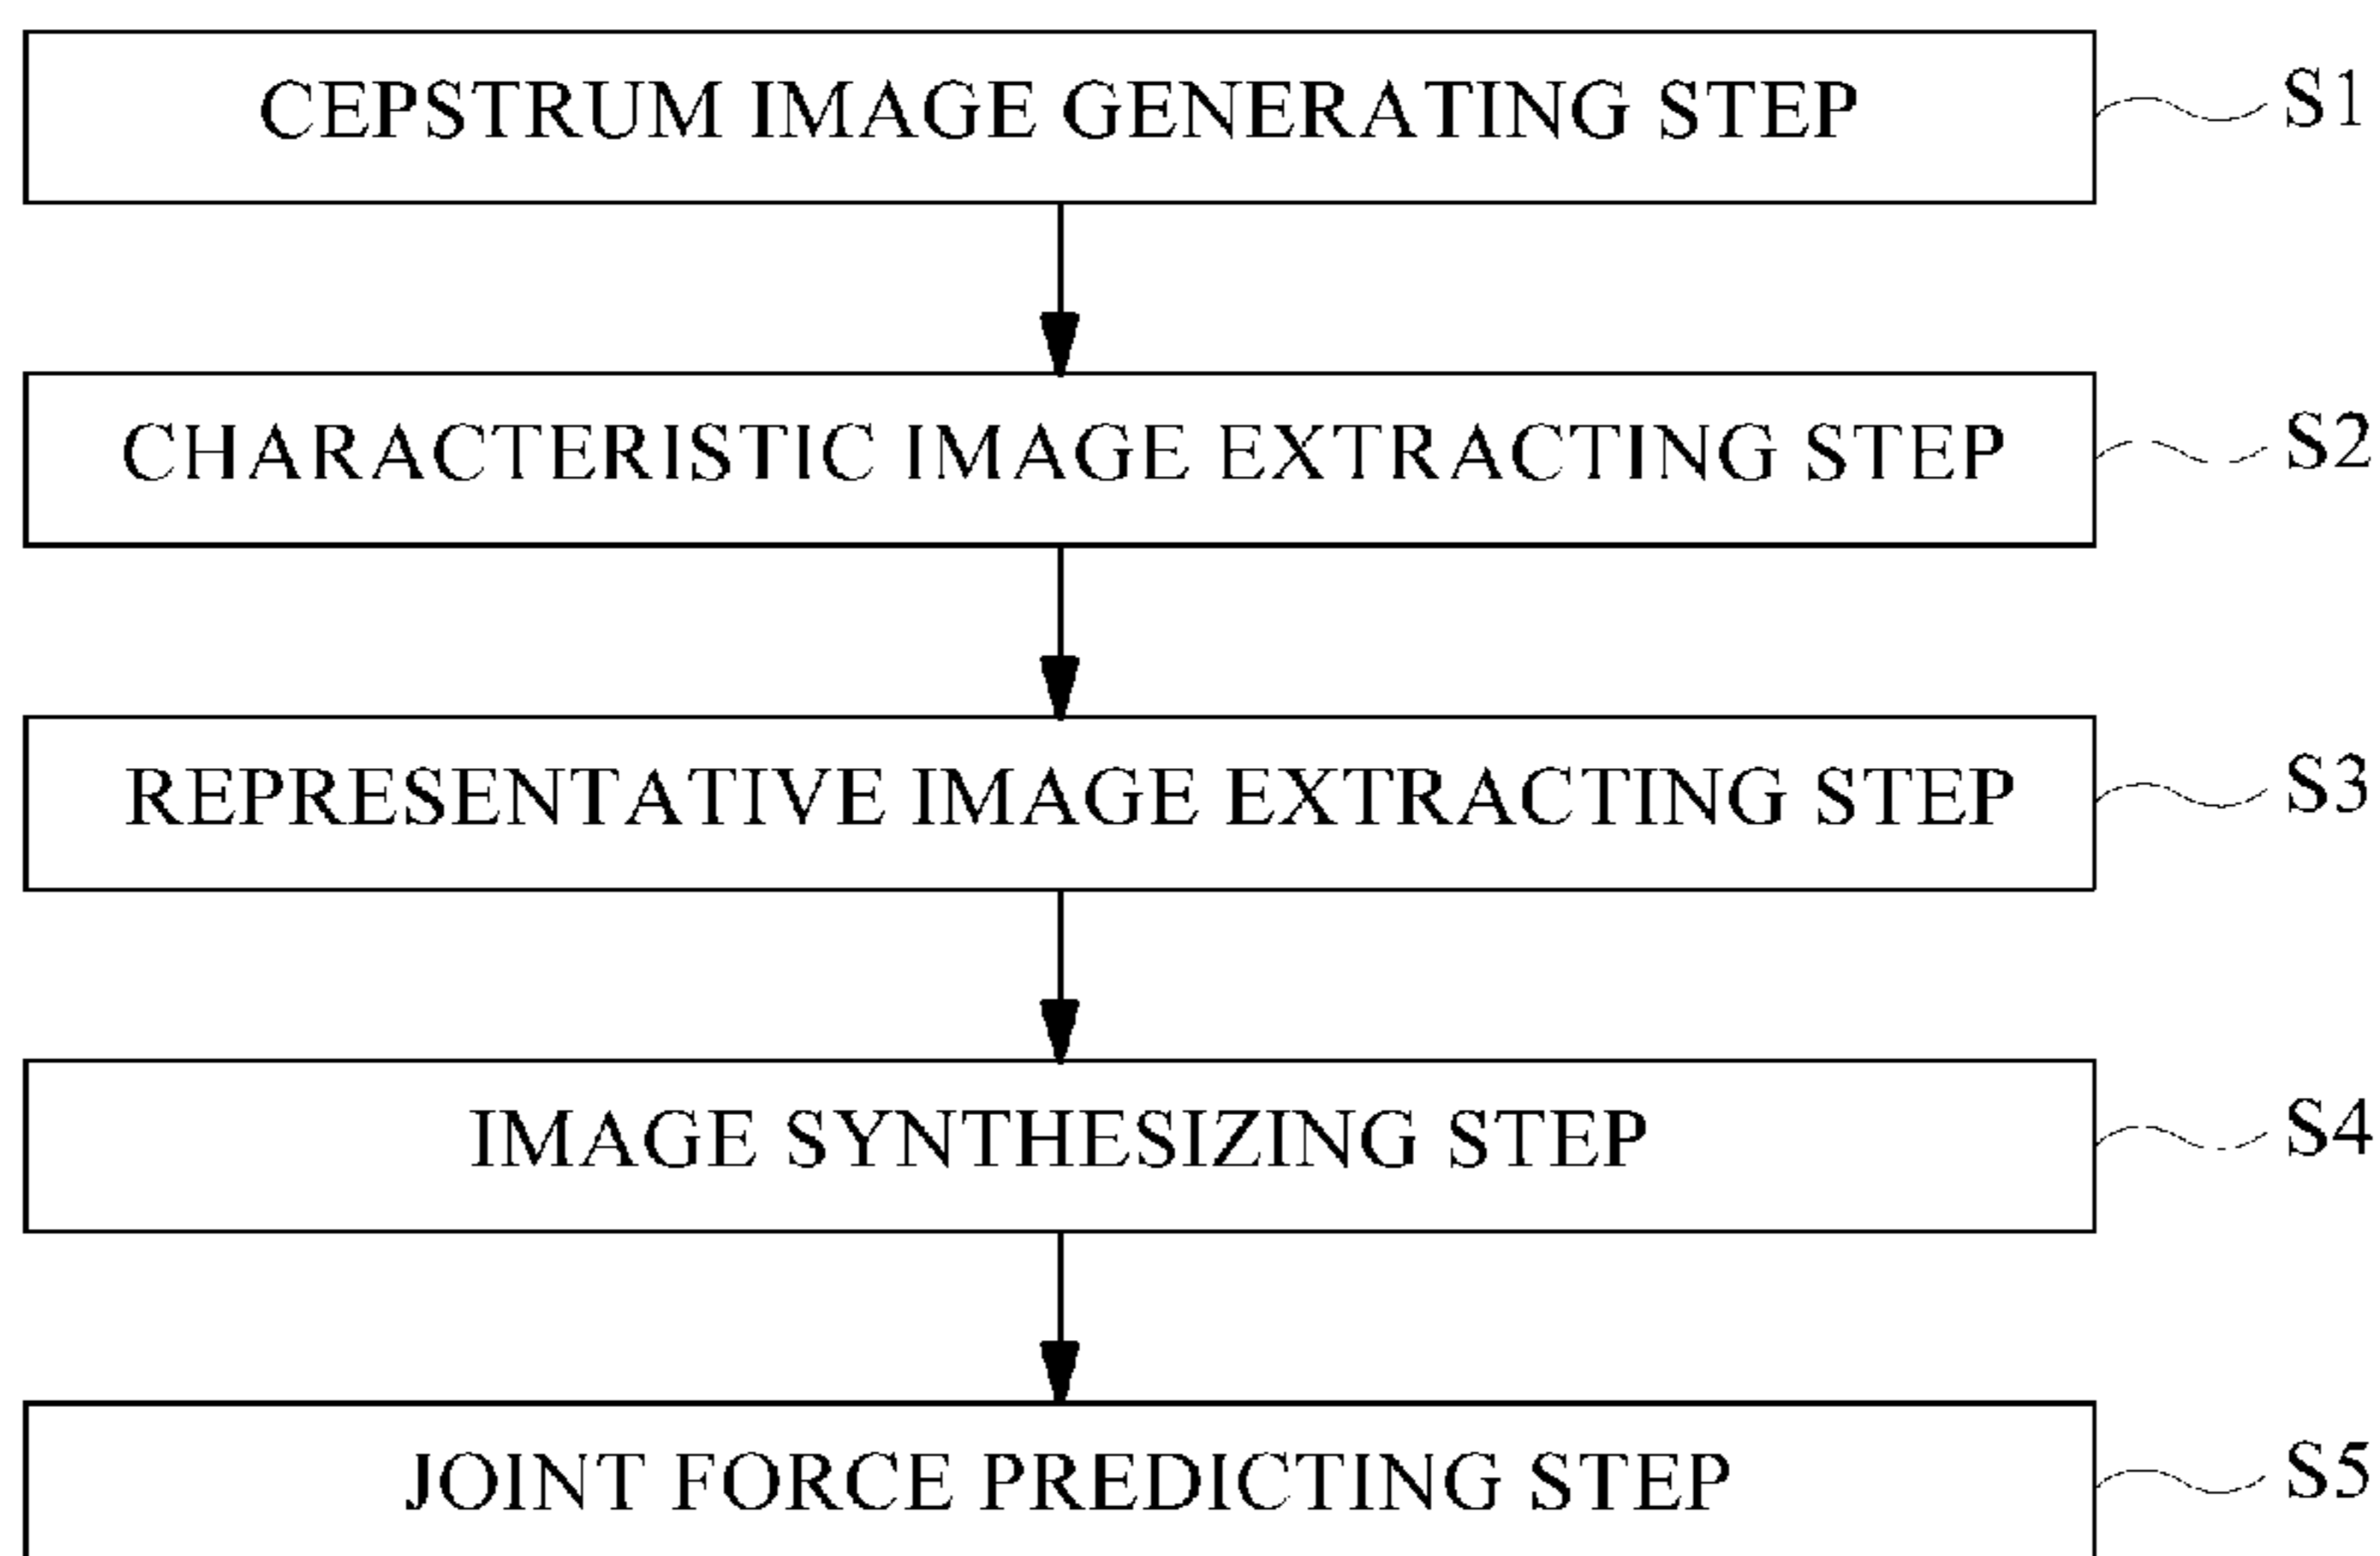 CEPSTRUM IMAGE GENERATING STEP S1
CHARACTERISTIC IMAGE EXTRACTING STEP S2
REPRESENTATIVE IMAGE EXTRACTING STEP S3
IMAGE SYNTHESIZING STEP S4
JOINT FORCE PREDICTING STEP S5